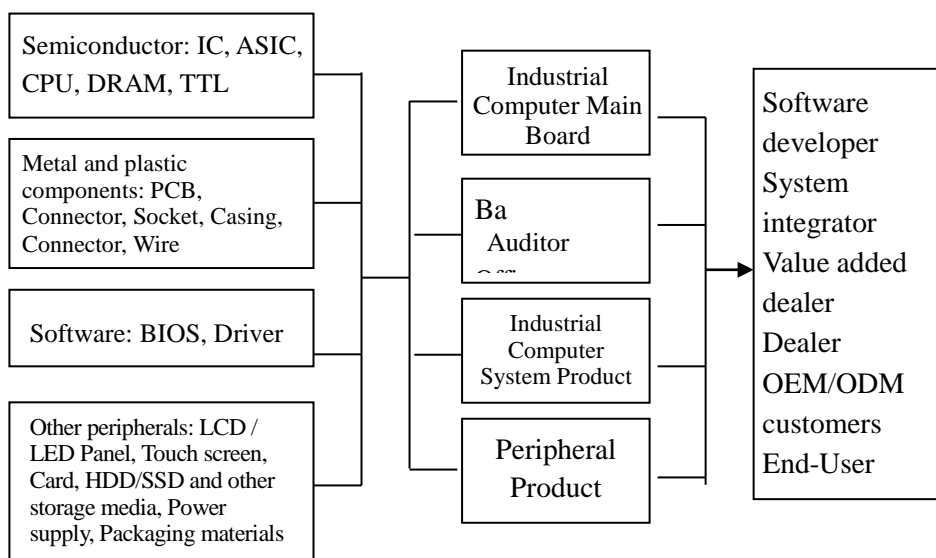 Semiconductor: IC, ASIC,
CPU, DRAM, TTL
Metal and plastic
components: PCB,
Connector, Socket, Casing,
Connector, Wire
Software: BIOS, Driver
Other peripherals: LCD /
LED Panel, Touch screen,
Card, HDD/SSD and other
storage media, Power
supply, Packaging materials
Industrial
Computer Main
Board
Ba
Auditor
Industrial
Computer
System Product
Peripheral
Product
Software
developer
System
integrator
Value added
dealer
Dealer
OEM/ODM
customers
End-User